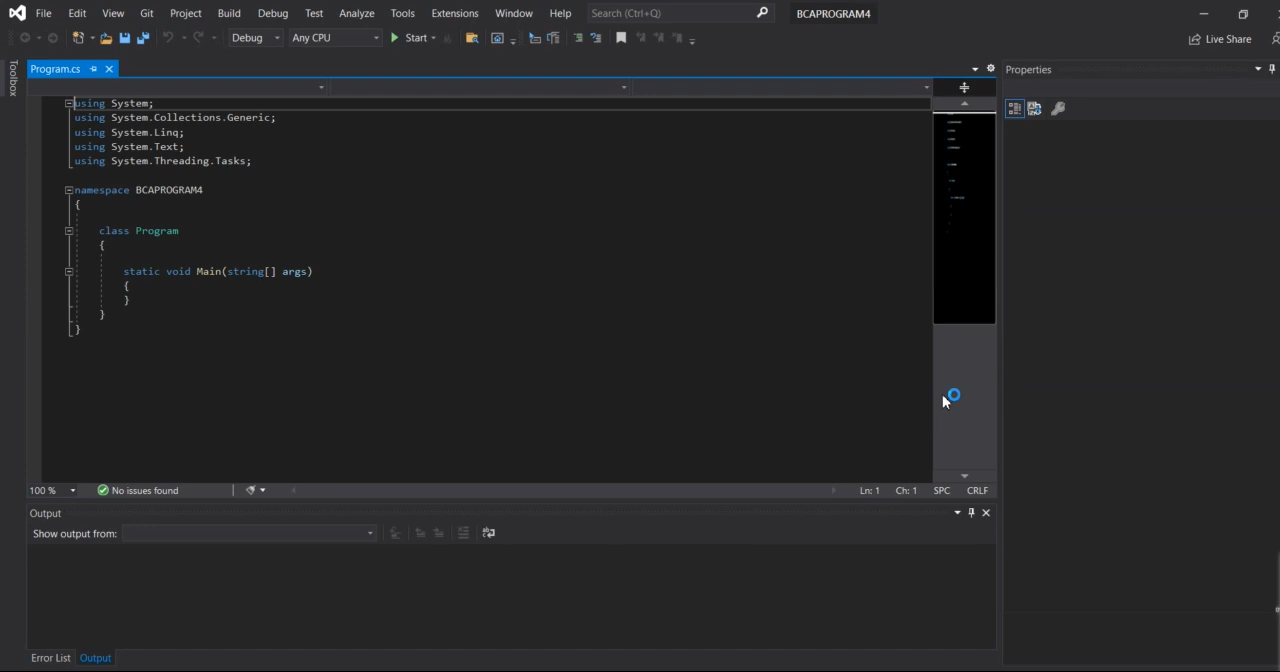 File Edit View Git Project Build Debug Test Analyze Tools Extensions Window Help Search (Ctrl+Q) BCAPROGRAM4
Debug Any CPU Start Live Share
Toolbox
Program.cs
Properties
using System;
using System.Collections.Generic;
using System.Linq;
using System.Text;
using System.Threading.Tasks;
namespace BCAPROGRAM4
{
class Program
{
static void Main(string[] args)
{
}
}
}
100 % No issues found Ln: 1 Ch: 1 SPC CRLF
Output
Show output from:
Error List Output